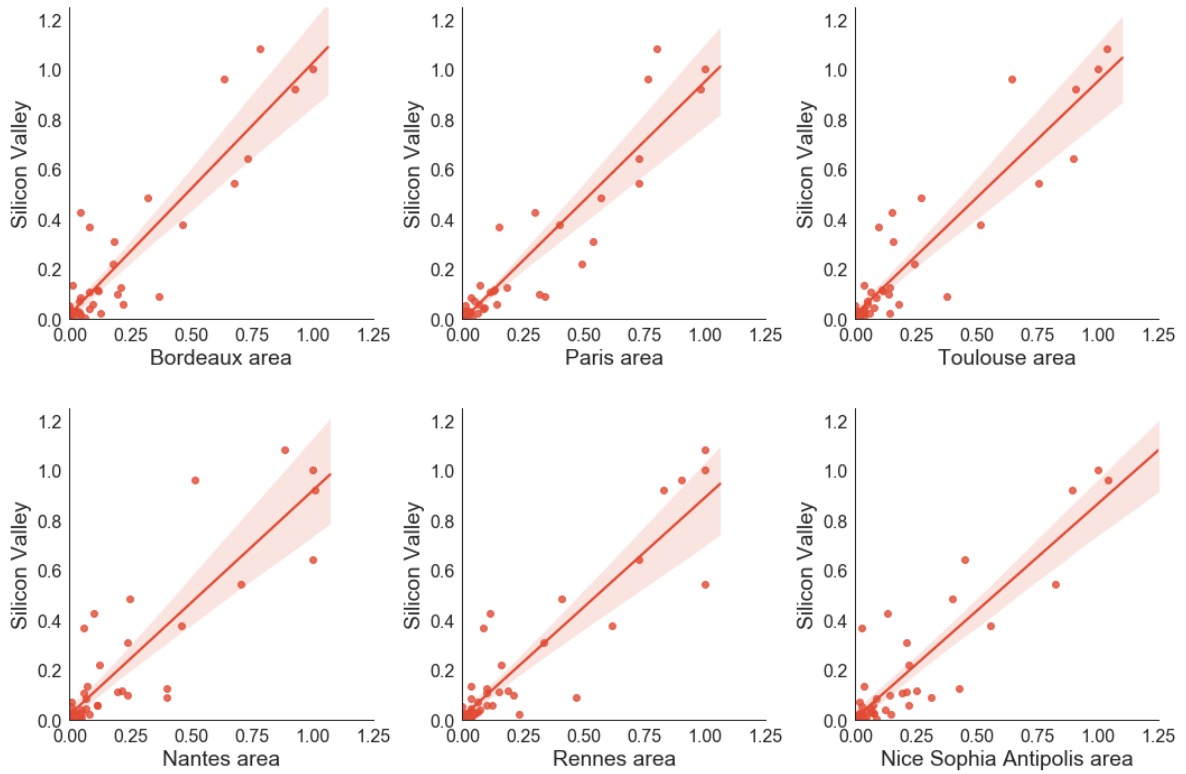 1.2 1.2 1.2
1.0 1.0 1.0
0.8 0.8 0.8
Silicon Valley Silicon Valley Silicon Valley
0.6 0.6 0.6
0.4 0.4 0.4
0.2 0.2 0.2
0.0 0.0 0.0
0.00 0.25 0.50 0.75 1.00 1.25 0.00 0.25 0.50 0.75 1.00 1.25 0.00 0.25 0.50 0.75 1.00 1.25
Bordeaux area Paris area Toulouse area
1.2 1.2 1.2
1.0 1.0 1.0
0.8 0.8 0.8
Silicon Valley Silicon Valley Silicon Valley
0.6 0.6 0.6
0.4 0.4 0.4
0.2 0.2 0.2
0.0 0.0 0.0
0.00 0.25 0.50 0.75 1.00 1.25 0.00 0.25 0.50 0.75 1.00 1.25 0.00 0.25 0.50 0.75 1.00 1.25
Nantes area Rennes area Nice Sophia Antipolis area